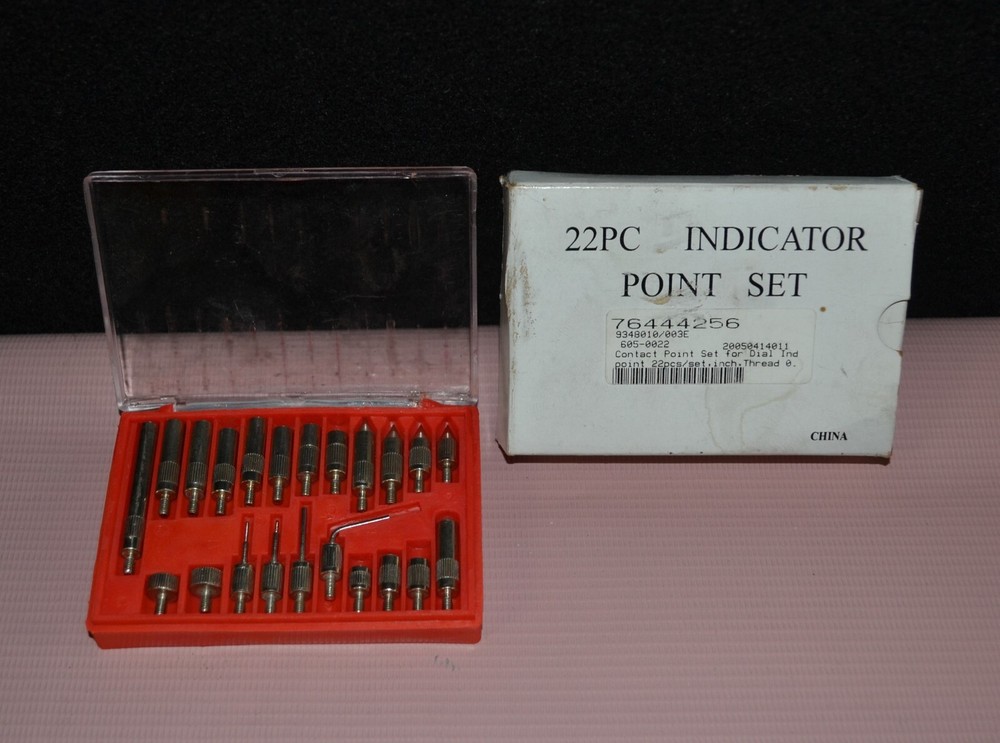 22PC INDICATOR
POINT SET
76444256
9348010/003E
605-0022 20050414011
Contact Point Set for Dial Ind
point 22pcs/set,inch,Thread 0.
CHINA